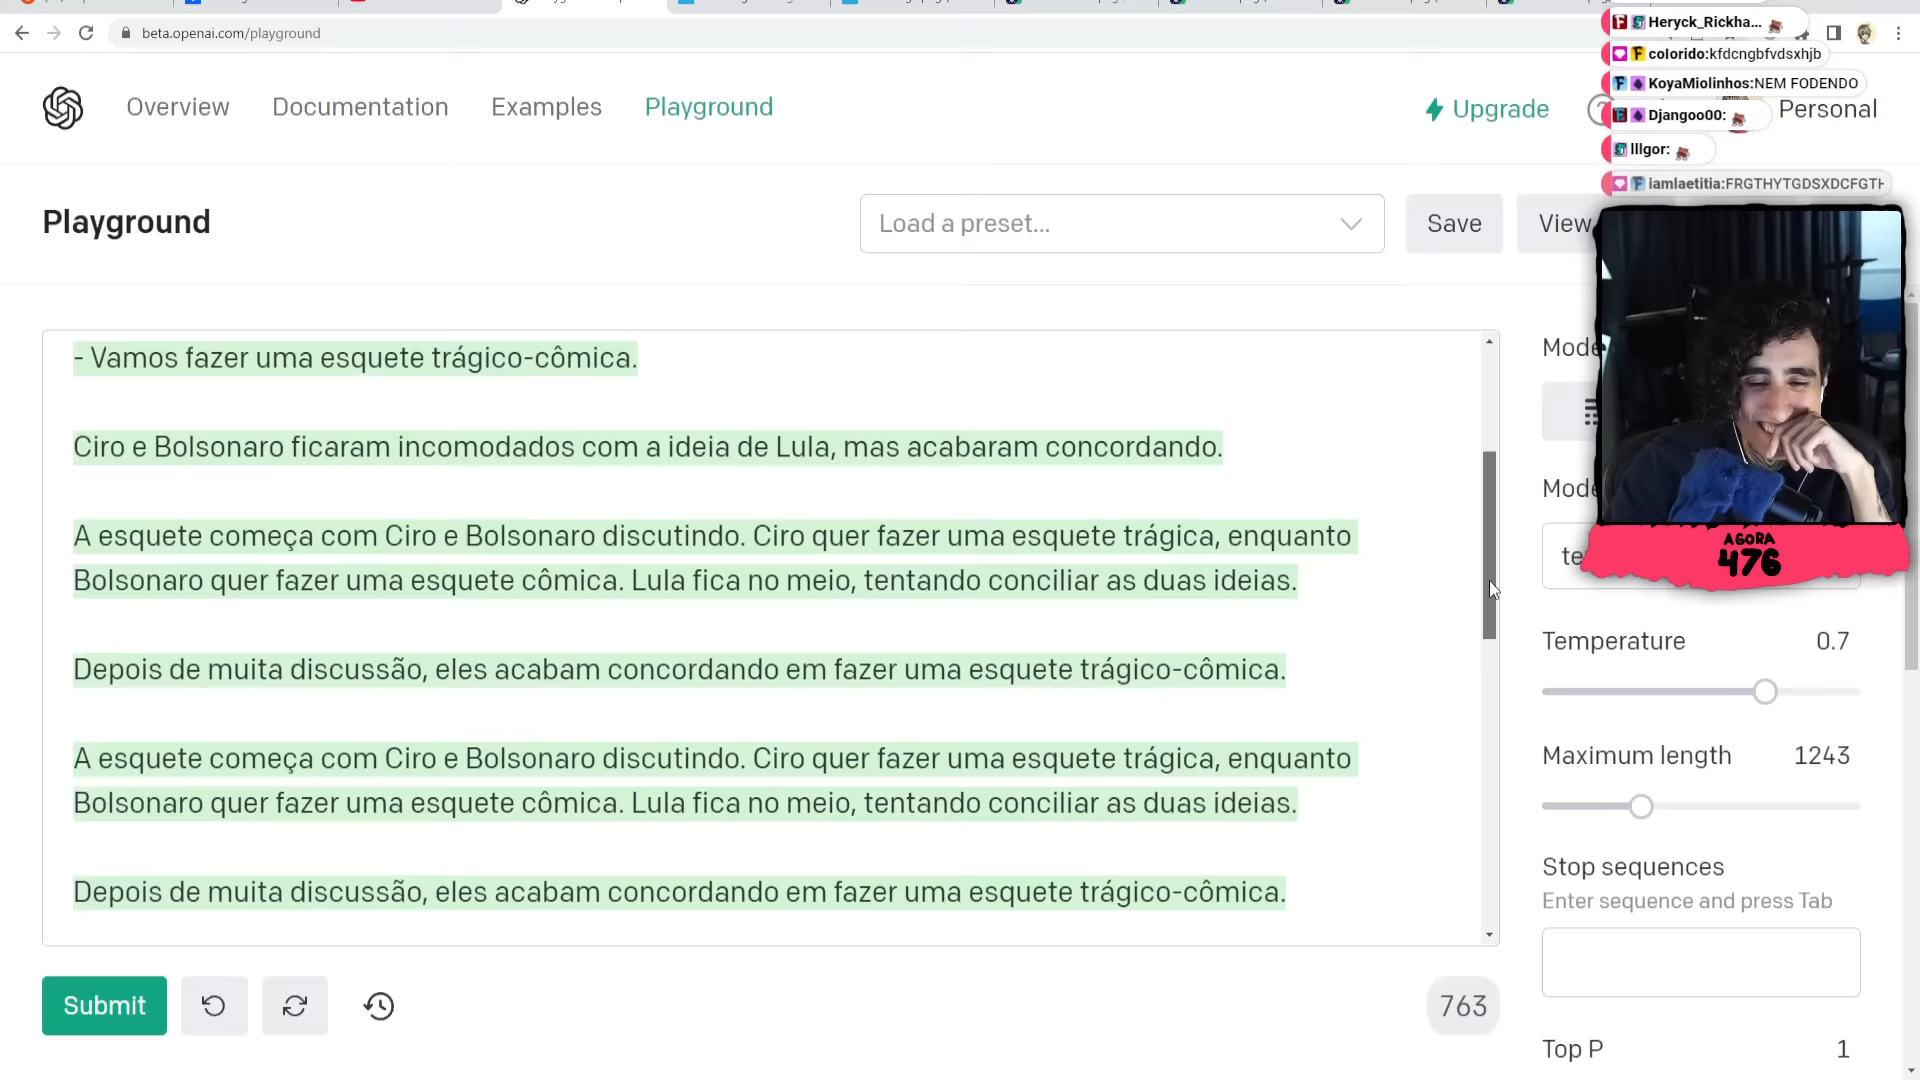 beta.openai.com/playground
Heryck_Rickha...
colorido:kfdcngbfvdsxhjb
KoyaMiolinhos:NEM FODENDO
Djangoo00:
lllgor:
iamlaetitia:FRGTHYTGDSXDCFGTH
Overview
Documentation
Examples
Playground
Upgrade
Personal
Playground
Load a preset...
Save
View
- Vamos fazer uma esquete trágico-cômica.
Ciro e Bolsonaro ficaram incomodados com a ideia de Lula, mas acabaram concordando.
A esquete começa com Ciro e Bolsonaro discutindo. Ciro quer fazer uma esquete trágica, enquanto
Bolsonaro quer fazer uma esquete cômica. Lula fica no meio, tentando conciliar as duas ideias.
Depois de muita discussão, eles acabam concordando em fazer uma esquete trágico-cômica.
A esquete começa com Ciro e Bolsonaro discutindo. Ciro quer fazer uma esquete trágica, enquanto
Bolsonaro quer fazer uma esquete cômica. Lula fica no meio, tentando conciliar as duas ideias.
Depois de muita discussão, eles acabam concordando em fazer uma esquete trágico-cômica.
Submit
763
Mode
Mode
te
AGORA
476
Temperature 0.7
Maximum length 1243
Stop sequences
Enter sequence and press Tab
Top P 1